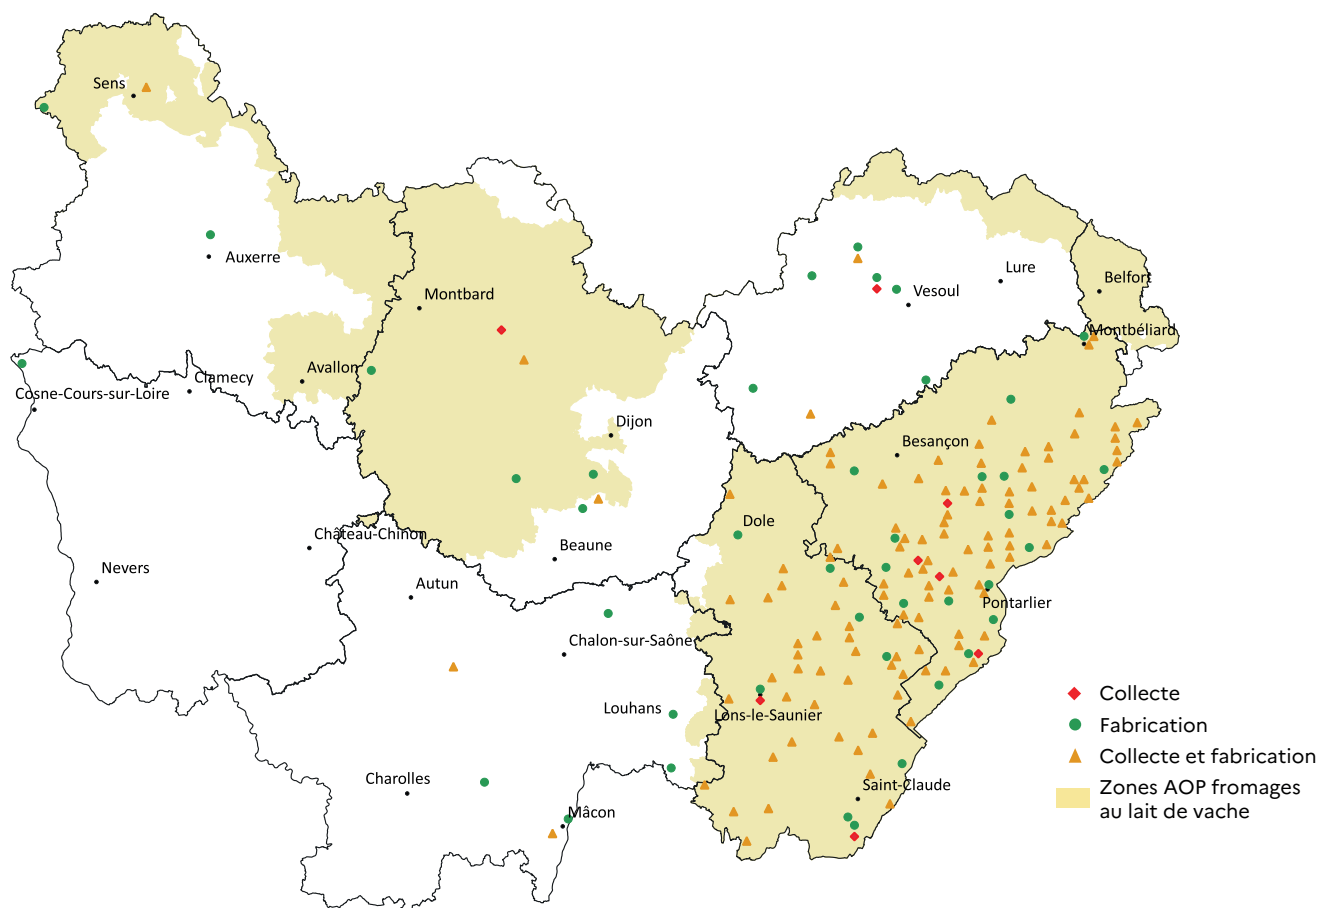 Sens
Auxerre
Montbard
Lure
Belfort
Vesoul
Montbéliard
Avallon
Clamecy
Cosne-Cours-sur-Loire
Dijon
Besançon
Dole
Château-Chinon
Beaune
Nevers
Autun
Pontarlier
Chalon-sur-Saône
Louhans
Lons-le-Saunier
Charolles
Saint-Claude
Mâcon
Collecte
Fabrication
Collecte et fabrication
Zones AOP fromages
au lait de vache